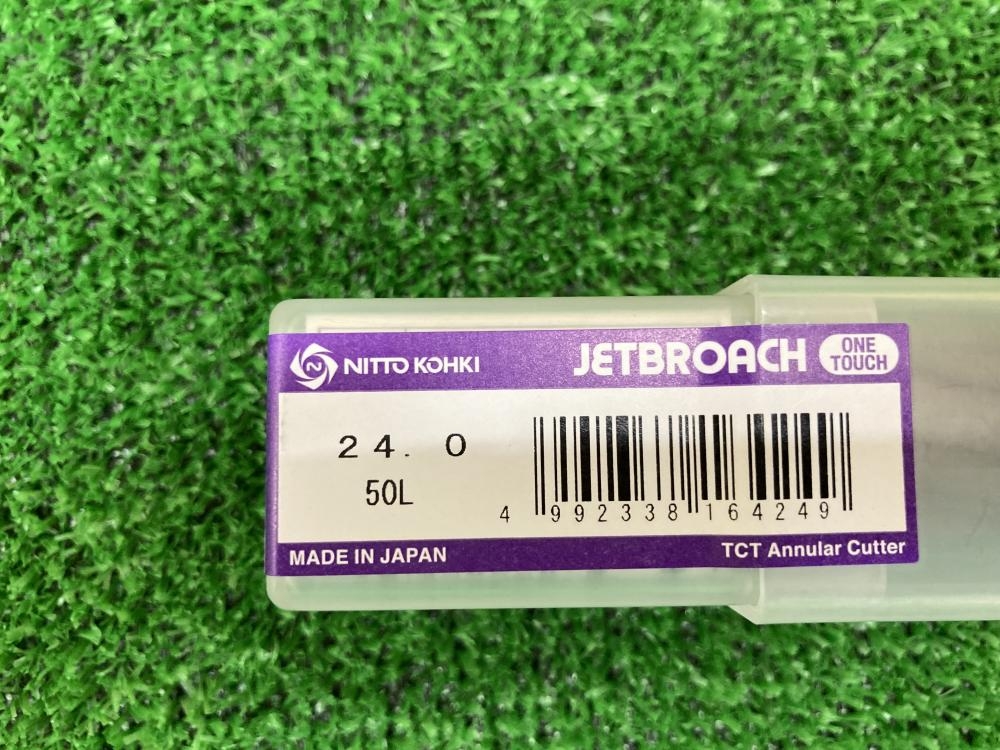 NITTO KOHKI
JETBROACH
ONE
TOUCH
24.0
50L
4 992338 164249
MADE IN JAPAN
TCT Annular Cutter